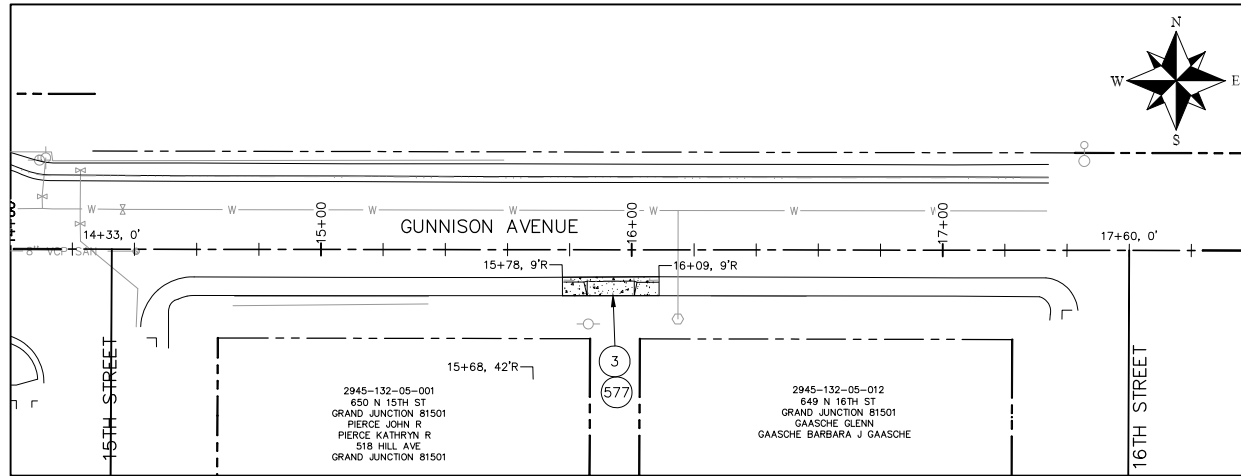 N
W
E
S
W
W
W
W
W
W
W
15+00
16+00
17+00
GUNNISON AVENUE
14+33, 0'
17+60, 0'
8" VCP SAN
15+78, 9'R
16+09, 9'R
3
577
15+68, 42'R
15TH STREET
2945-132-05-001
650 N 15TH ST
GRAND JUNCTION 81501
PIERCE JOHN R
PIERCE KATHRYN R
518 HILL AVE
GRAND JUNCTION 81501
2945-132-05-012
649 N 16TH ST
GRAND JUNCTION 81501
GAASCHE GLENN
GAASCHE BARBARA J GAASCHE
16TH STREET